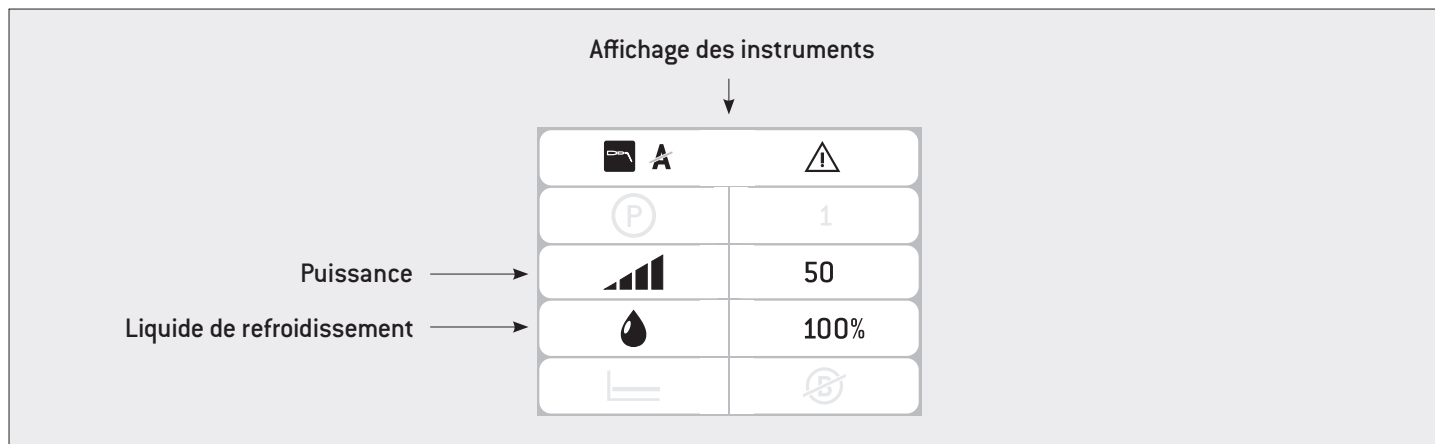 Affichage des instruments
A
P 1
Puissance 50
Liquide de refroidissement 100%
B